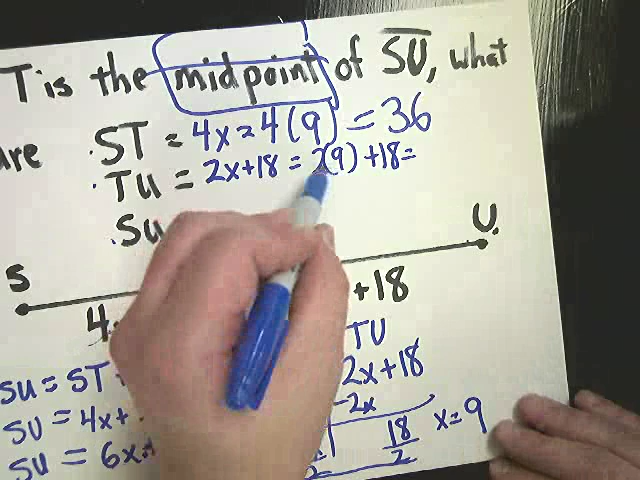 T is the midpoint of SU, what
are ST = 4x = 4(9) = 36
TU = 2x+18 = 2(9) +18=
SU
S U
4 +18
TU
SU = ST 2x+18
-2x
SU = 4x+ 18/2 x=9
SU = 6x+